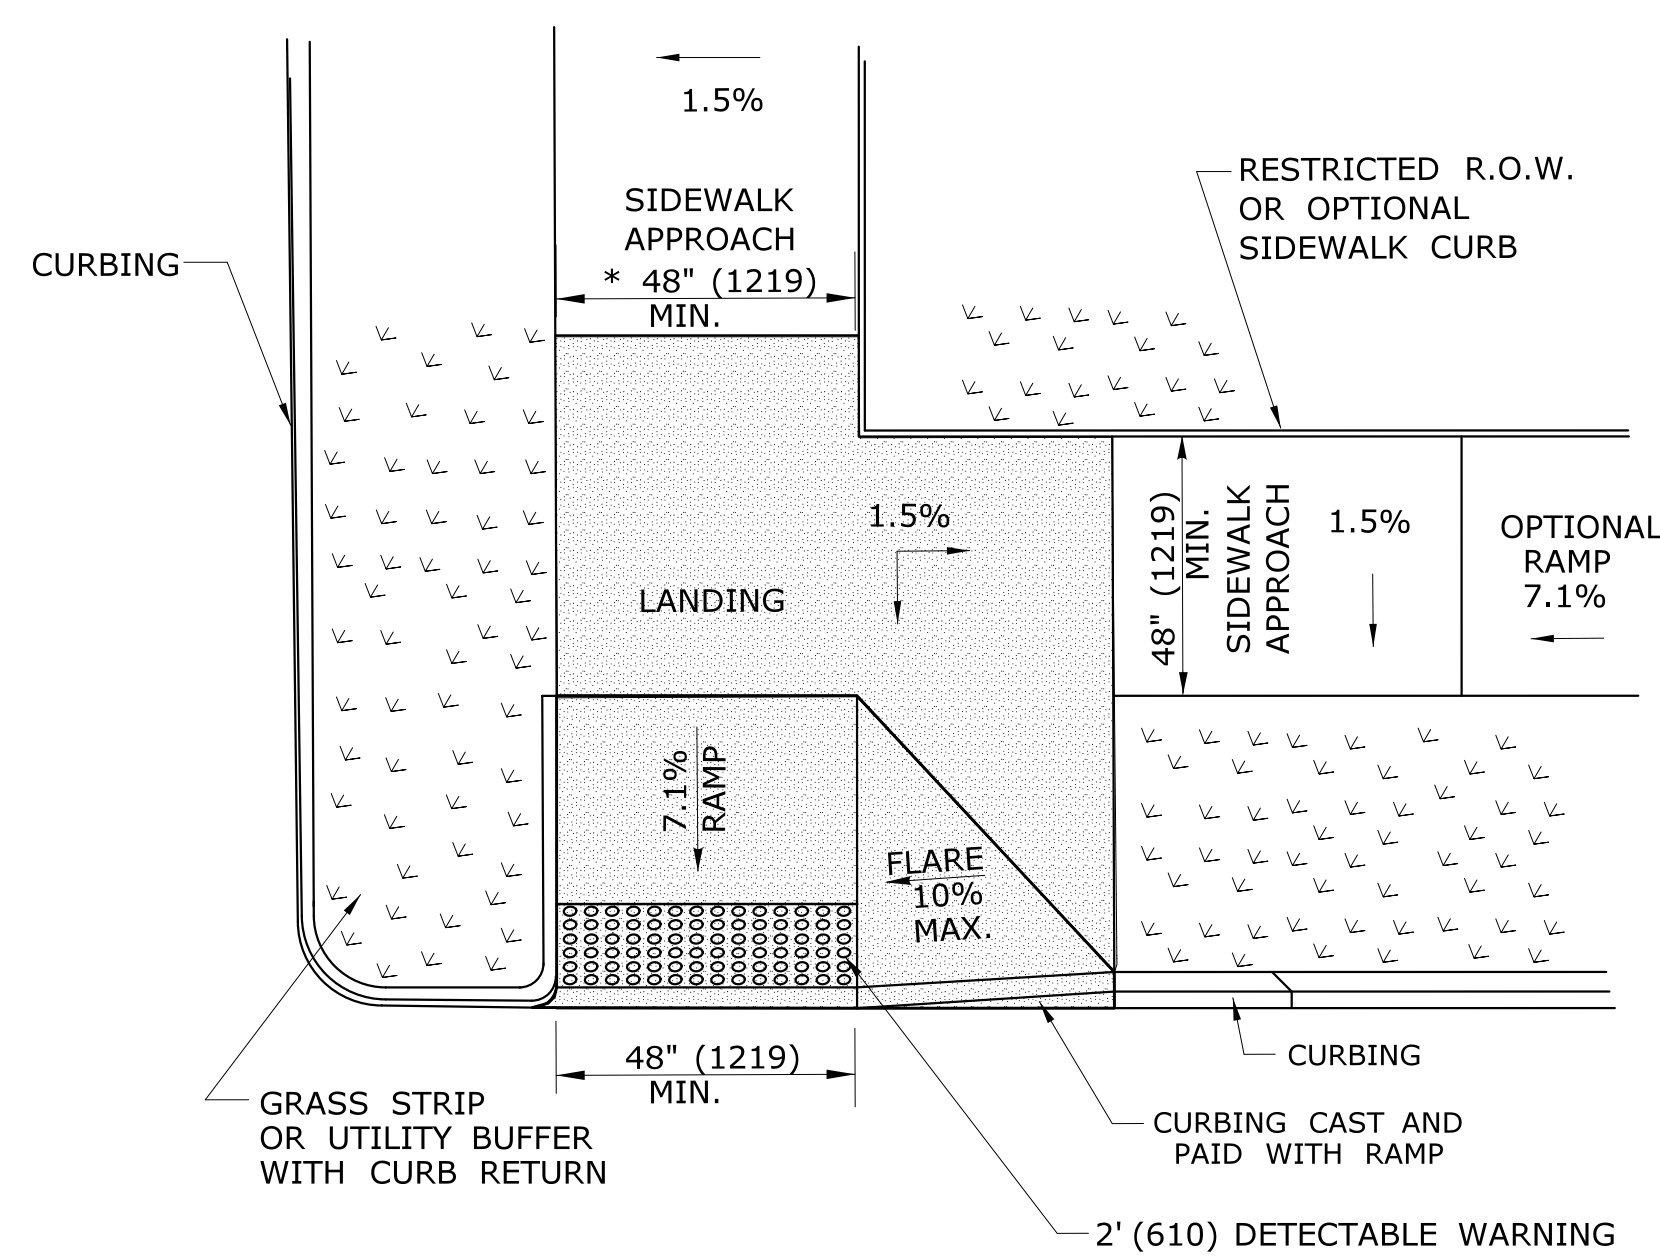 1.5%
SIDEWALK
APPROACH
* 48" (1219)
MIN.
RESTRICTED R.O.W.
OR OPTIONAL
SIDEWALK CURB
CURBING
1.5%
LANDING
48" (1219)
MIN.
SIDEWALK
APPROACH
1.5%
OPTIONAL
RAMP
7.1%
7.1%
RAMP
FLARE
10%
MAX.
48" (1219)
MIN.
CURBING
GRASS STRIP
OR UTILITY BUFFER
WITH CURB RETURN
CURBING CAST AND
PAID WITH RAMP
2' (610) DETECTABLE WARNING